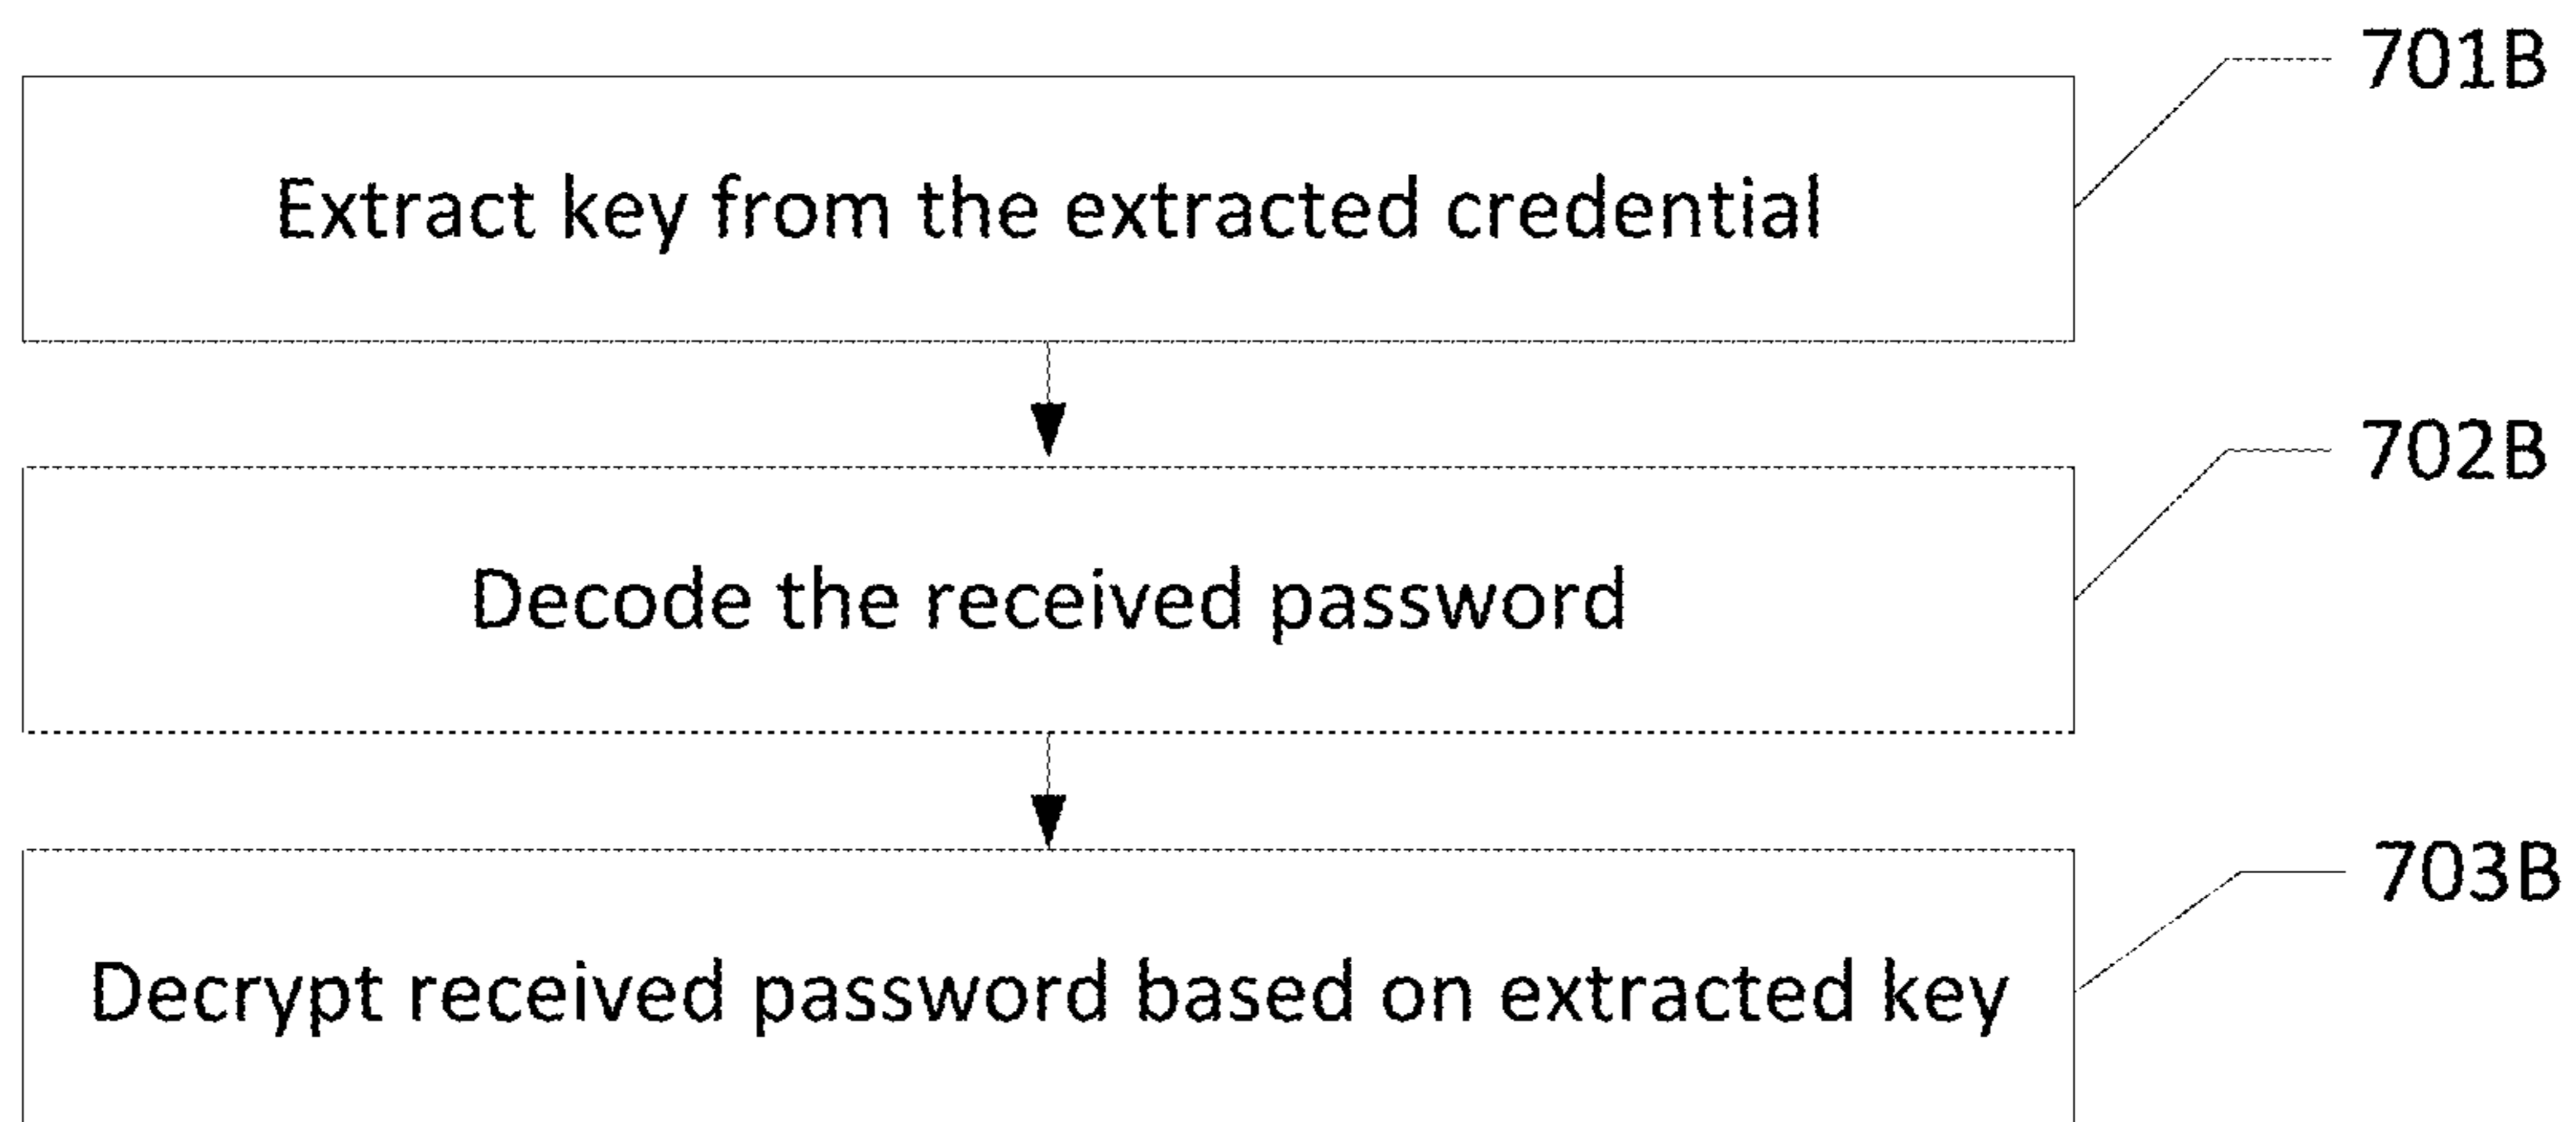 701B
Extract key from the extracted credential
702B
Decode the received password
703B
Decrypt received password based on extracted key